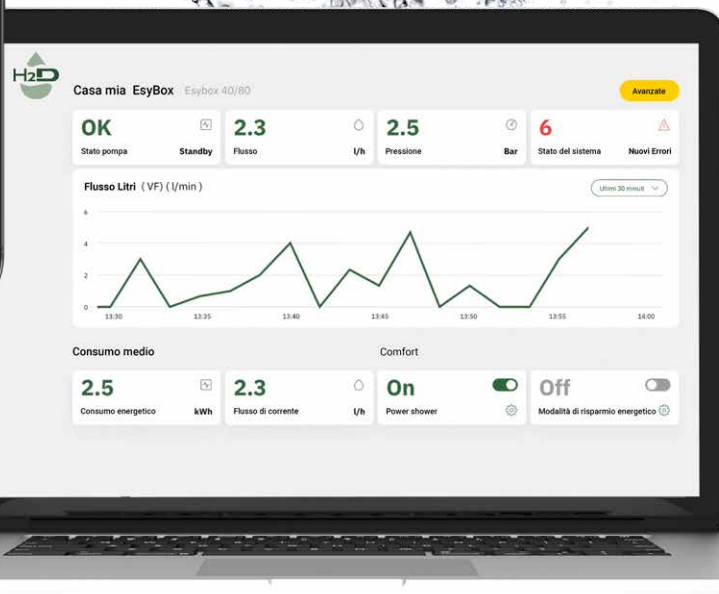 H2D
Casa mia EsyBox Esybox 40/80
Avanzate
OK
Stato pompa Standby
2.3
Flusso l/h
2.5
Pressione Bar
6
Stato del sistema Nuovi Errori
Flusso Litri (VF) (l/min)
Ultimi 30 minuti
6
4
2
0
13:30 13:35 13:40 13:45 13:50 13:55 14:00
Consumo medio
Comfort
2.5
Consumo energetico kWh
2.3
Flusso di corrente l/h
On
Power shower
Off
Modalità di risparmio energetico